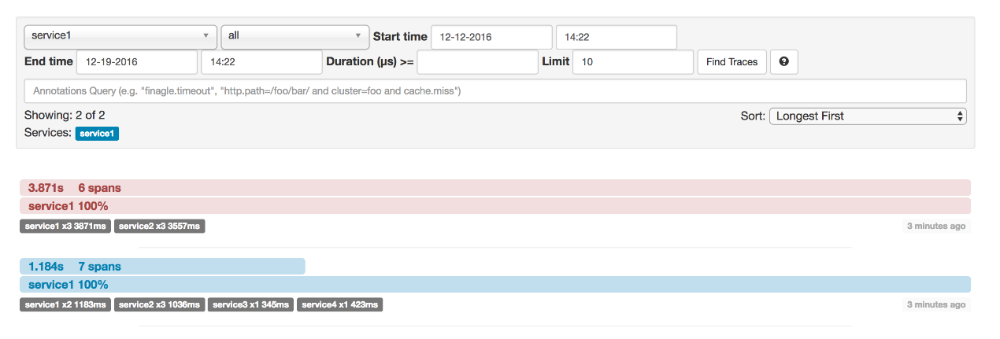 service1 all Start time 12-12-2016 14:22
End time 12-19-2016 14:22 Duration (μs) >= Limit 10 Find Traces ?
Annotations Query (e.g. "finagle.timeout", "http.path=/foo/bar/ and cluster=foo and cache.miss")
Showing: 2 of 2 Sort: Longest First
Services: service1
3.871s 6 spans
service1 100%
service1 x3 3871ms service2 x3 3557ms 3 minutes ago
1.184s 7 spans
service1 100%
service1 x2 1183ms service2 x3 1036ms service3 x1 345ms service4 x1 423ms 3 minutes ago